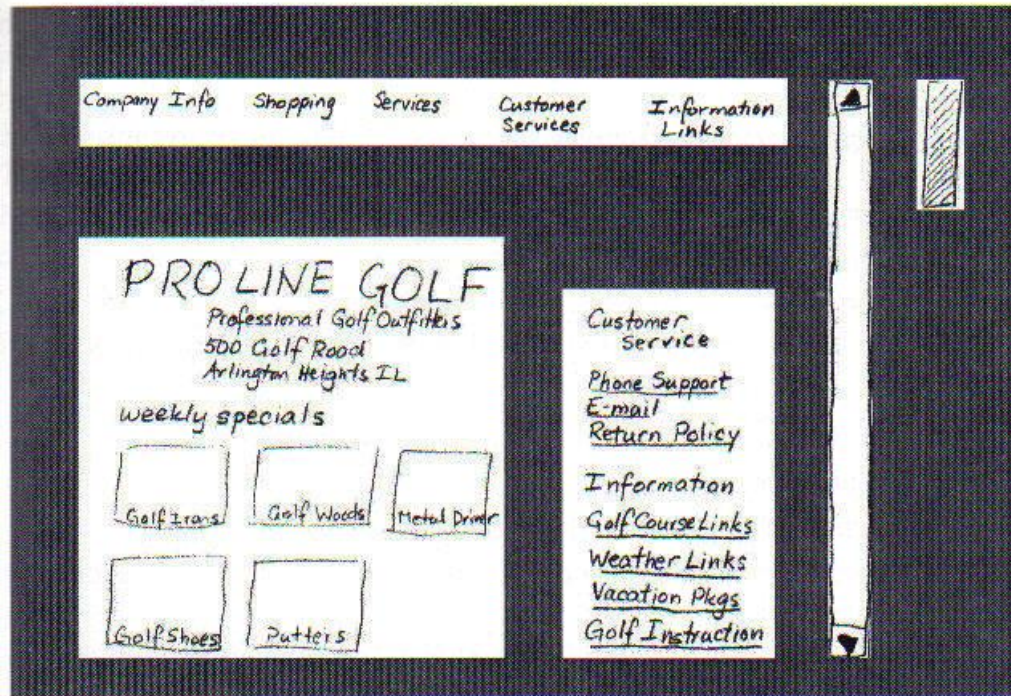 Company Info
Shopping
Services
Customer
Services
Information
Links
PRO LINE GOLF
Professional Golf Outfitters
500 Golf Road
Arlington Heights IL
weekly specials
Golf Irons
Golf Woods
Metal Driver
Golf Shoes
Putters
Customer
Service
Phone Support
E-mail
Return Policy
Information
Golf Course Links
Weather Links
Vacation Pkgs
Golf Instruction